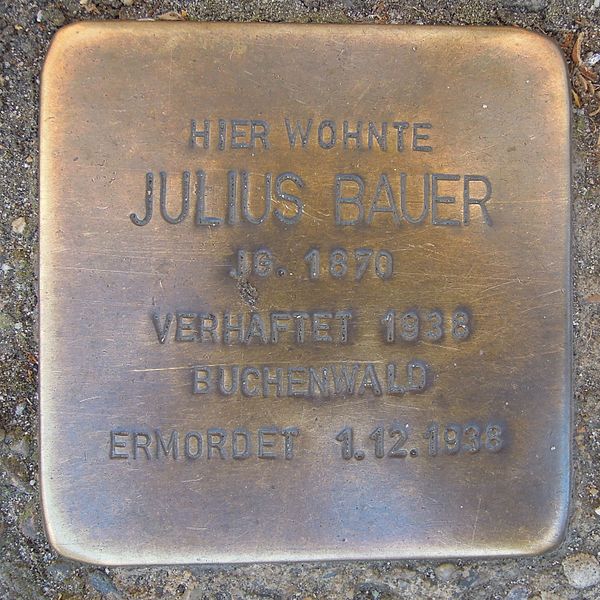 HIER WOHNTE
JULIUS BAUER
JG. 1870
VERHAFTET 1938
BUCHENWALD
ERMORDET 1.12.1938